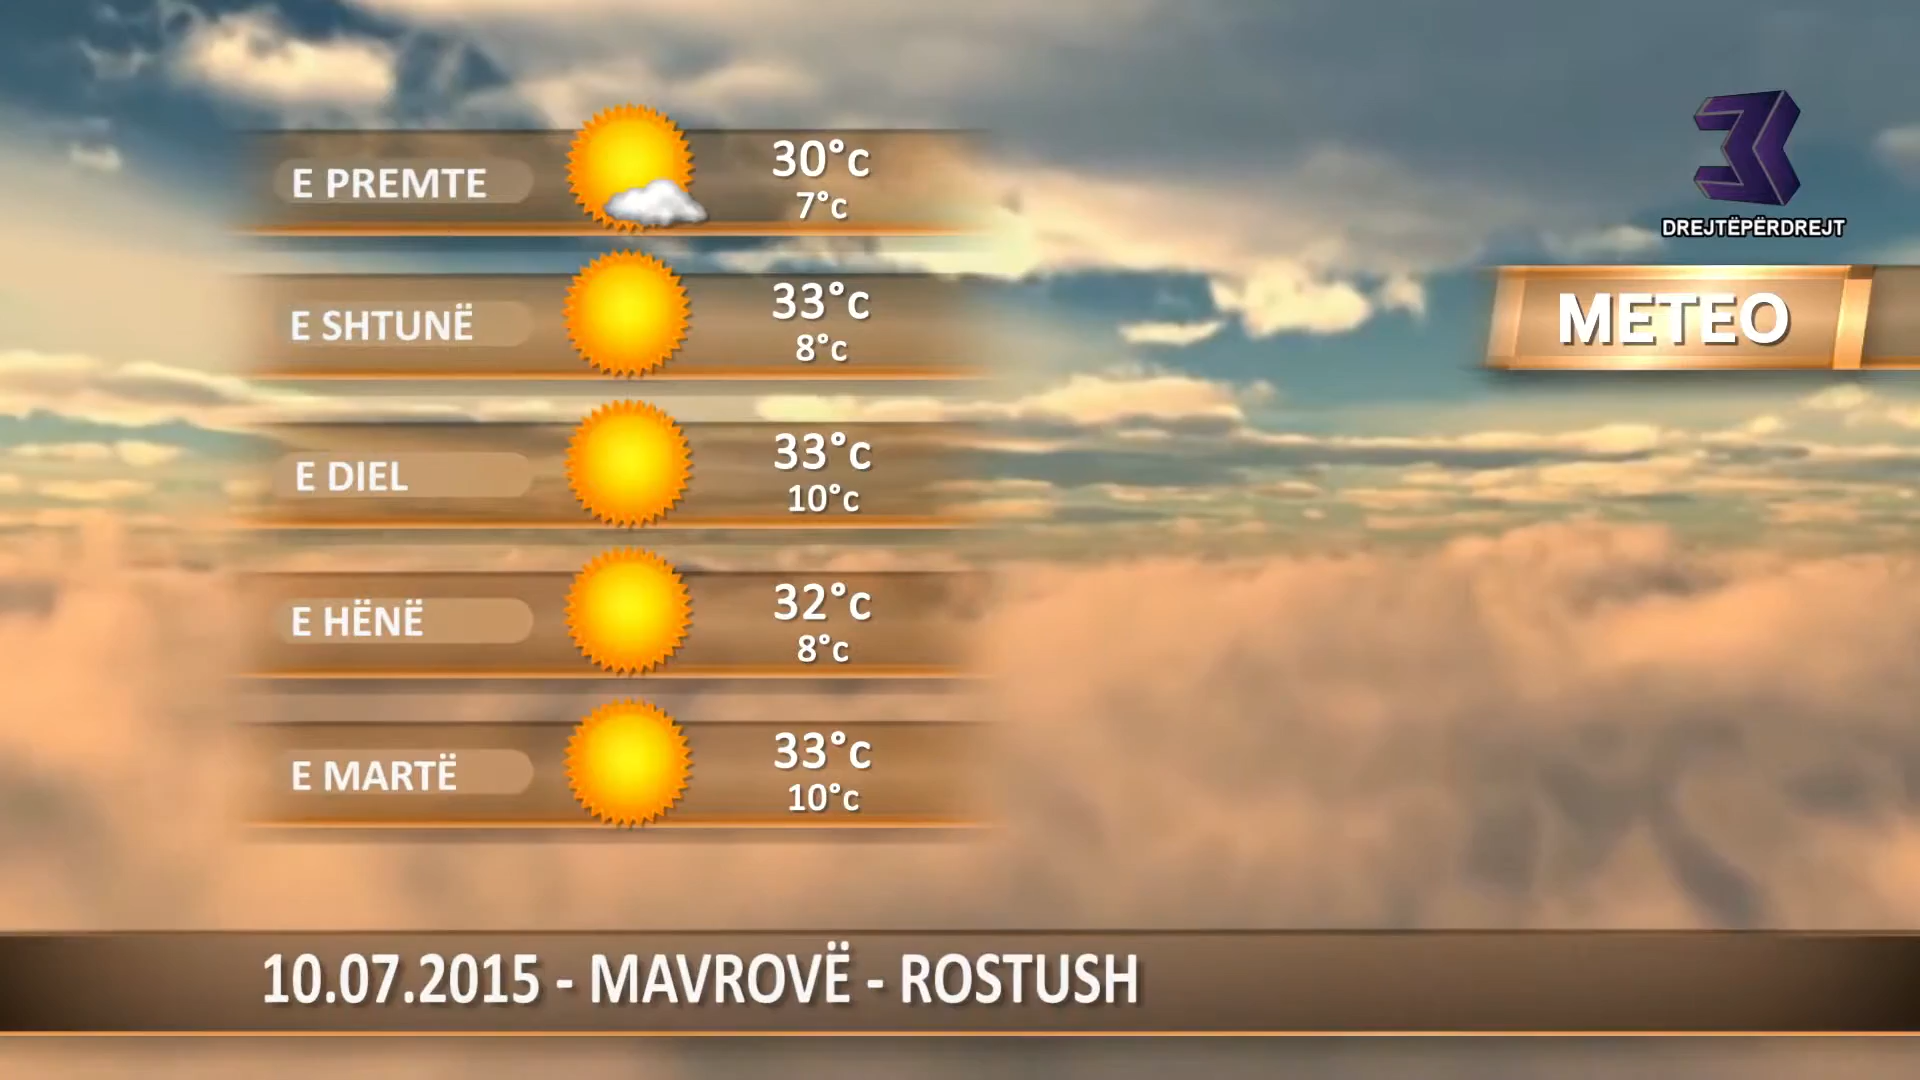 E PREMTE
30°c
7°c
E SHTUNË
33°c
8°c
E DIEL
33°c
10°c
E HËNË
32°c
8°c
E MARTË
33°c
10°c
3
DREJTËPËRDREJT
METEO
10.07.2015 - MAVROVË - ROSTUSH